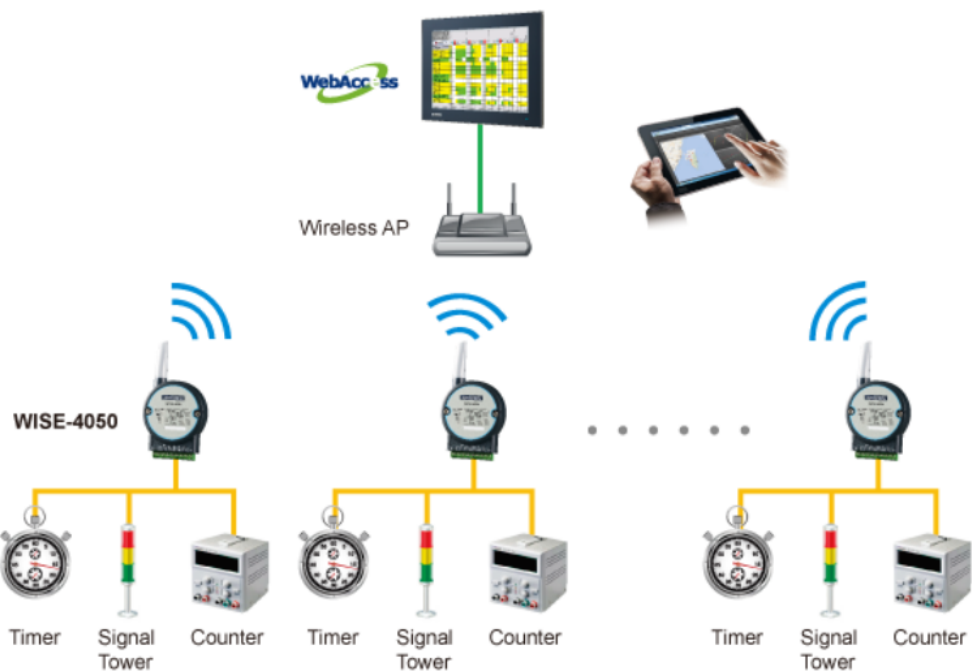 WebAccess
Wireless AP
WISE-4050
Timer
Signal
Tower
Counter
Timer
Signal
Tower
Counter
Timer
Signal
Tower
Counter